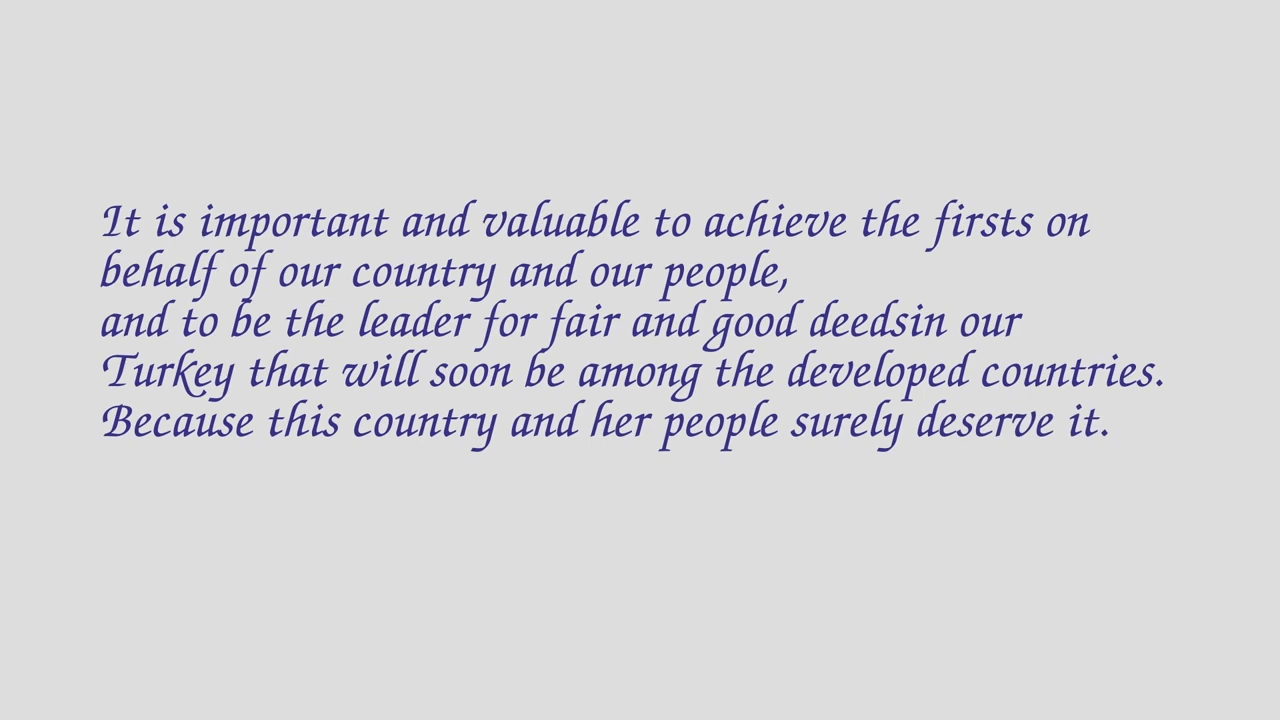 It is important and valuable to achieve the firsts on
behalf of our country and our people,
and to be the leader for fair and good deedsin our
Turkey that will soon be among the developed countries.
Because this country and her people surely deserve it.